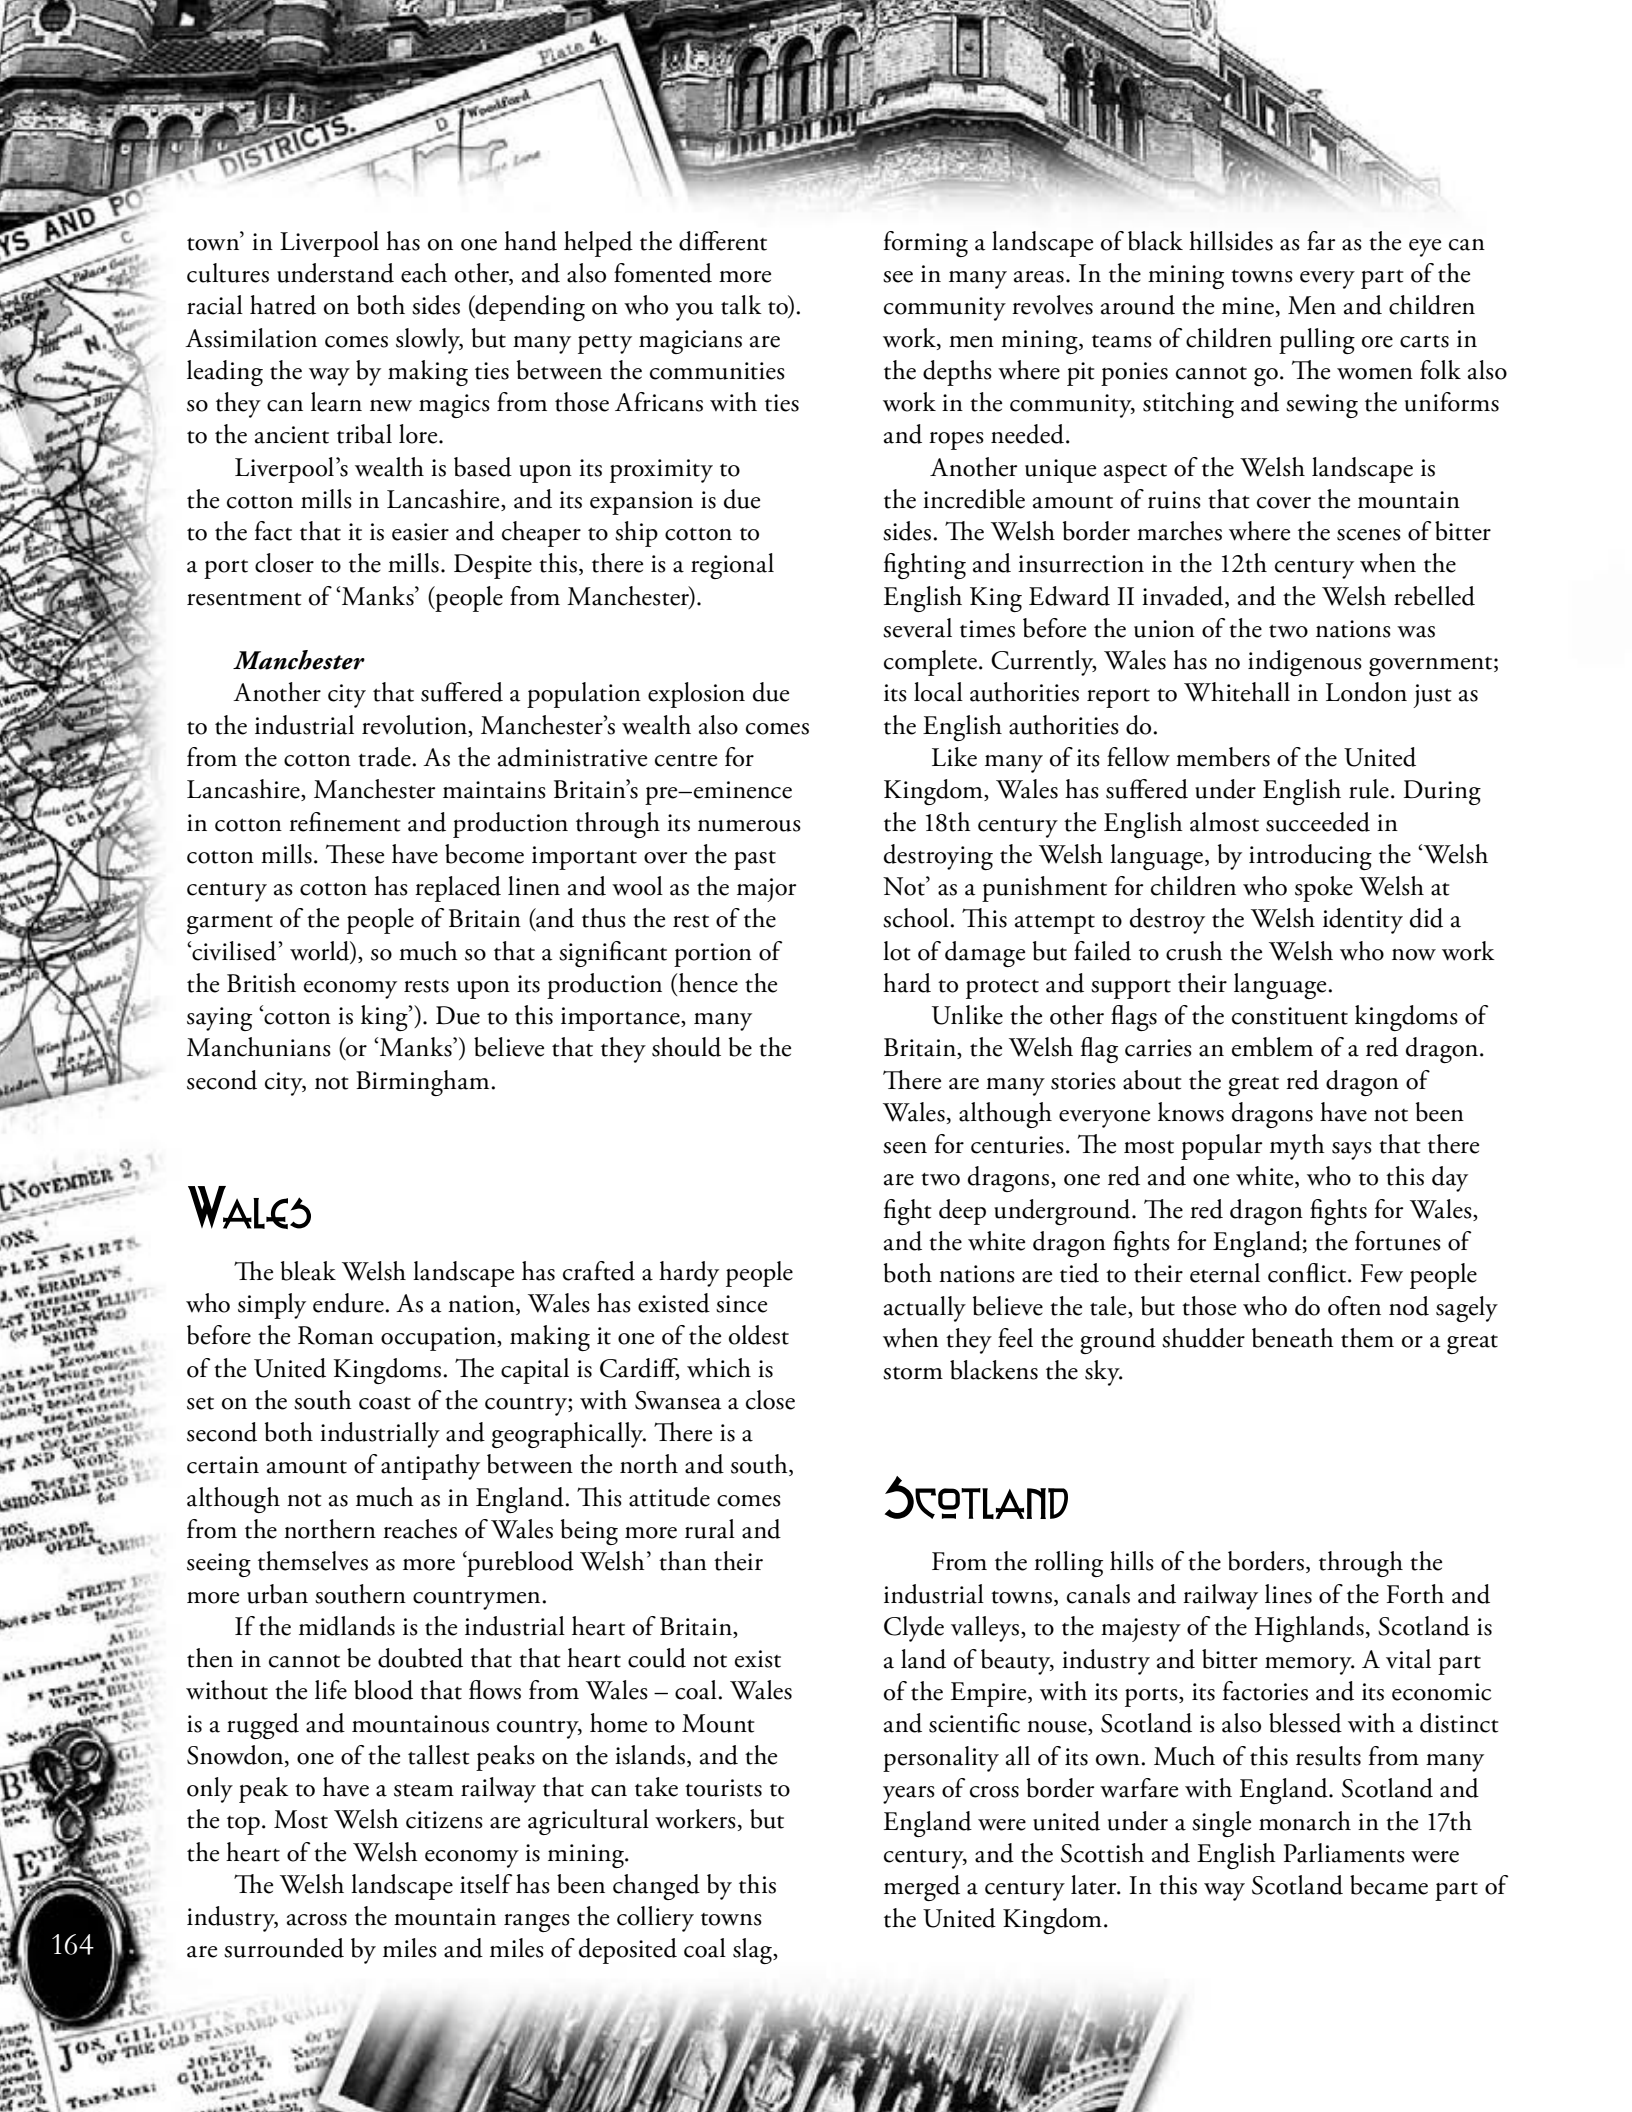 Plate 4.
D
Woodford
DISTRICTS.
YS AND PO
C
N.
town’ in Liverpool has on one hand helped the different
cultures understand each other, and also fomented more
racial hatred on both sides (depending on who you talk to).
Assimilation comes slowly, but many petty magicians are
leading the way by making ties between the communities
so they can learn new magics from those Africans with ties
to the ancient tribal lore.
Liverpool’s wealth is based upon its proximity to
the cotton mills in Lancashire, and its expansion is due
to the fact that it is easier and cheaper to ship cotton to
a port closer to the mills. Despite this, there is a regional
resentment of ‘Manks’ (people from Manchester).
Manchester
Another city that suffered a population explosion due
to the industrial revolution, Manchester’s wealth also comes
from the cotton trade. As the administrative centre for
Lancashire, Manchester maintains Britain’s pre–eminence
in cotton refinement and production through its numerous
cotton mills. These have become important over the past
century as cotton has replaced linen and wool as the major
garment of the people of Britain (and thus the rest of the
‘civilised’ world), so much so that a significant portion of
the British economy rests upon its production (hence the
saying ‘cotton is king’). Due to this importance, many
Manchunians (or ‘Manks’) believe that they should be the
second city, not Birmingham.
Wales
The bleak Welsh landscape has crafted a hardy people
who simply endure. As a nation, Wales has existed since
before the Roman occupation, making it one of the oldest
of the United Kingdoms. The capital is Cardiff, which is
set on the south coast of the country; with Swansea a close
second both industrially and geographically. There is a
certain amount of antipathy between the north and south,
although not as much as in England. This attitude comes
from the northern reaches of Wales being more rural and
seeing themselves as more ‘pureblood Welsh’ than their
more urban southern countrymen.
If the midlands is the industrial heart of Britain,
then in cannot be doubted that that heart could not exist
without the life blood that flows from Wales – coal. Wales
is a rugged and mountainous country, home to Mount
Snowdon, one of the tallest peaks on the islands, and the
only peak to have a steam railway that can take tourists to
the top. Most Welsh citizens are agricultural workers, but
the heart of the Welsh economy is mining.
The Welsh landscape itself has been changed by this
industry, across the mountain ranges the colliery towns
are surrounded by miles and miles of deposited coal slag,
forming a landscape of black hillsides as far as the eye can
see in many areas. In the mining towns every part of the
community revolves around the mine, Men and children
work, men mining, teams of children pulling ore carts in
the depths where pit ponies cannot go. The women folk also
work in the community, stitching and sewing the uniforms
and ropes needed.
Another unique aspect of the Welsh landscape is
the incredible amount of ruins that cover the mountain
sides. The Welsh border marches where the scenes of bitter
fighting and insurrection in the 12th century when the
English King Edward II invaded, and the Welsh rebelled
several times before the union of the two nations was
complete. Currently, Wales has no indigenous government;
its local authorities report to Whitehall in London just as
the English authorities do.
Like many of its fellow members of the United
Kingdom, Wales has suffered under English rule. During
the 18th century the English almost succeeded in
destroying the Welsh language, by introducing the ‘Welsh
Not’ as a punishment for children who spoke Welsh at
school. This attempt to destroy the Welsh identity did a
lot of damage but failed to crush the Welsh who now work
hard to protect and support their language.
Unlike the other flags of the constituent kingdoms of
Britain, the Welsh flag carries an emblem of a red dragon.
There are many stories about the great red dragon of
Wales, although everyone knows dragons have not been
seen for centuries. The most popular myth says that there
are two dragons, one red and one white, who to this day
fight deep underground. The red dragon fights for Wales,
and the white dragon fights for England; the fortunes of
both nations are tied to their eternal conflict. Few people
actually believe the tale, but those who do often nod sagely
when they feel the ground shudder beneath them or a great
storm blackens the sky.
Scotland
From the rolling hills of the borders, through the
industrial towns, canals and railway lines of the Forth and
Clyde valleys, to the majesty of the Highlands, Scotland is
a land of beauty, industry and bitter memory. A vital part
of the Empire, with its ports, its factories and its economic
and scientific nouse, Scotland is also blessed with a distinct
personality all of its own. Much of this results from many
years of cross border warfare with England. Scotland and
England were united under a single monarch in the 17th
century, and the Scottish and English Parliaments were
merged a century later. In this way Scotland became part of
the United Kingdom.
[NOVEMBER 2,
PLEX SKIRTS
J. W. BRADLEY'S
SKIRTS
164
JOS. GILLOTT'S
OF THE OLD STANDARD
JOSEPH
GILLOTT,
Warranted.
TRADE-MARK: